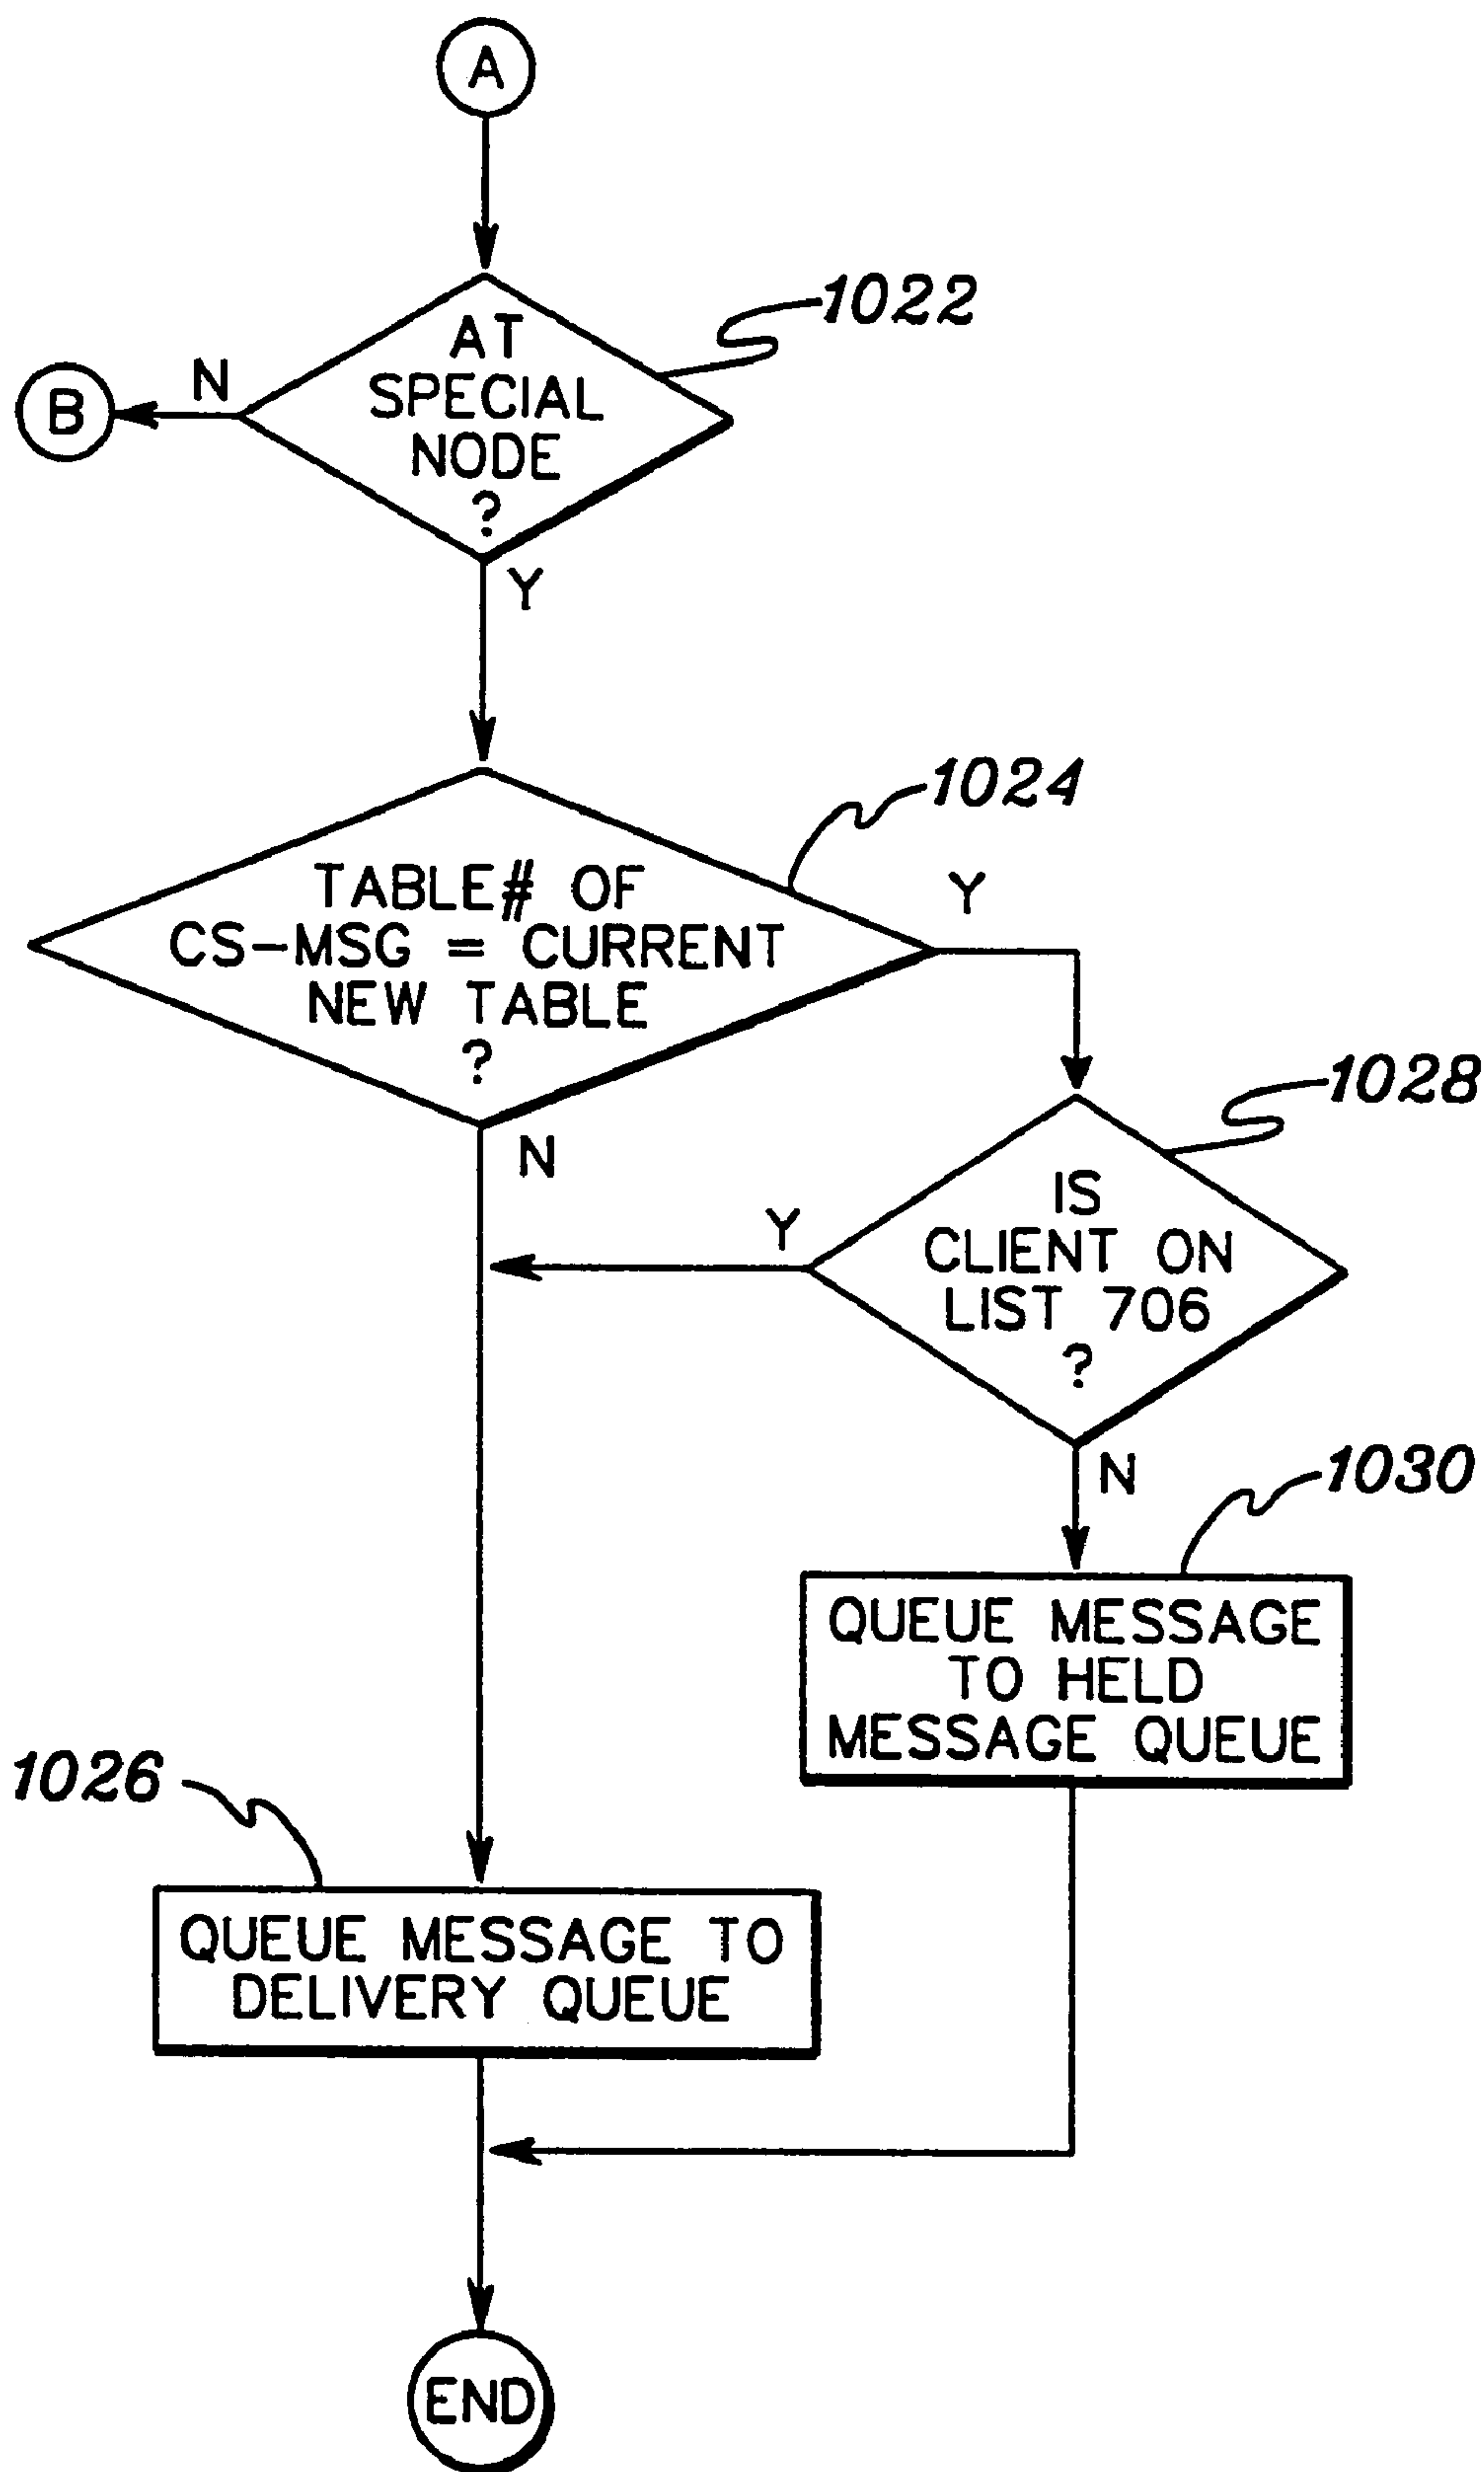 A
1022
AT
SPECIAL
NODE
?
N
B
Y
1024
TABLE# OF
CS-MSG = CURRENT
NEW TABLE
?
Y
N
1028
IS
CLIENT ON
LIST 706
?
Y
N
1030
QUEUE MESSAGE
TO HELD
MESSAGE QUEUE
1026
QUEUE MESSAGE TO
DELIVERY QUEUE
END